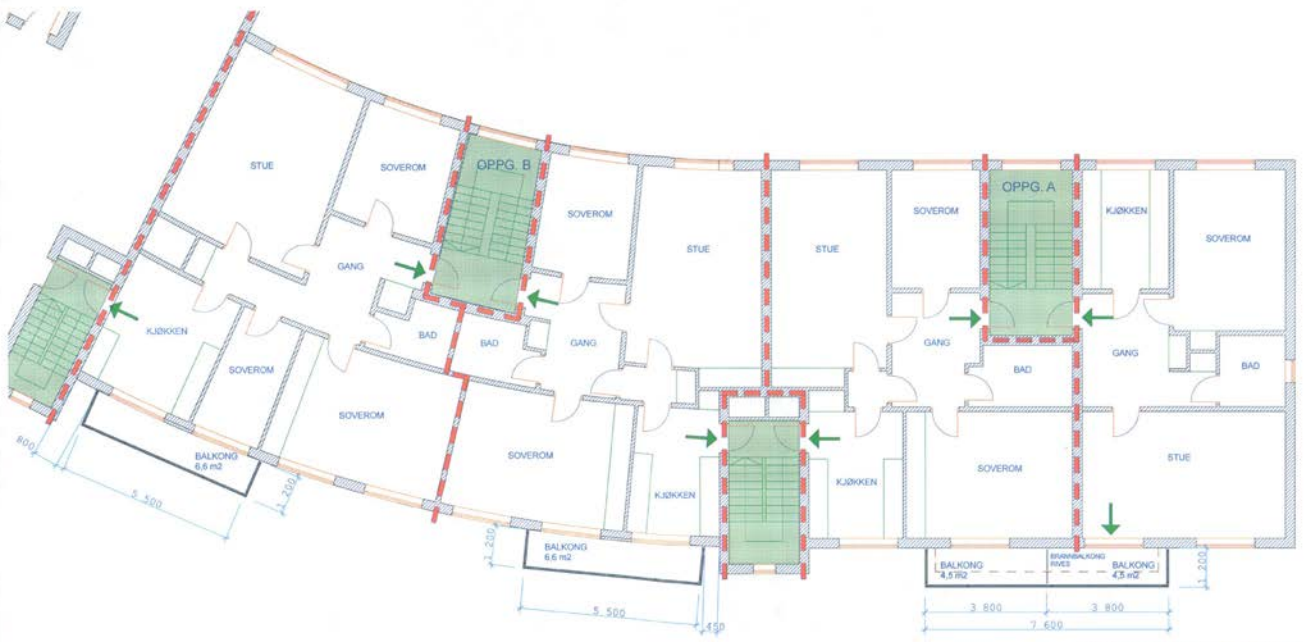 STUE
SOVEROM
OPPG. B
SOVEROM
STUE
STUE
SOVEROM
OPPG. A
KJØKKEN
SOVEROM
GANG
KJØKKEN
SOVEROM
SOVEROM
BAD
BAD
GANG
SOVEROM
KJØKKEN
KJØKKEN
GANG
BAD
SOVEROM
GANG
BAD
STUE
BALKONG
6,6 m2
800
5 500
1 200
BALKONG
6,6 m2
1 200
5 500
450
BALKONG
4,5 m2
BRANNBALKONG
RIVES
BALKONG
4,5 m2
1 200
3 800
3 800
7 600